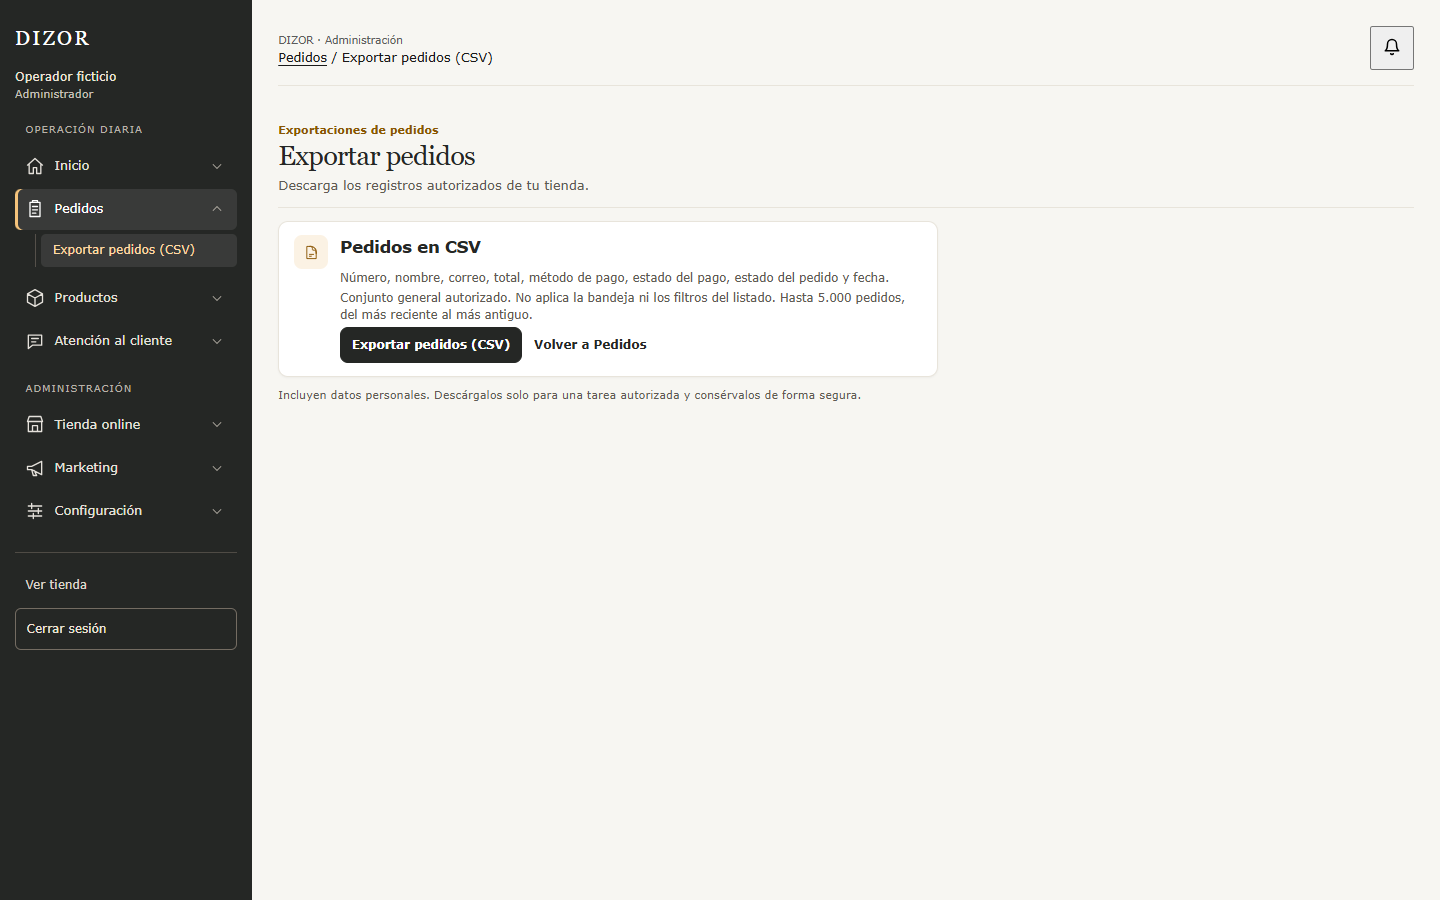 DIZOR
Operador ficticio
Administrador
OPERACIÓN DIARIA
Inicio
Pedidos
Exportar pedidos (CSV)
Productos
Atención al cliente
ADMINISTRACIÓN
Tienda online
Marketing
Configuración
Ver tienda
Cerrar sesión
DIZOR · Administración
Pedidos / Exportar pedidos (CSV)
Exportaciones de pedidos
Exportar pedidos
Descarga los registros autorizados de tu tienda.
Pedidos en CSV
Número, nombre, correo, total, método de pago, estado del pago, estado del pedido y fecha.
Conjunto general autorizado. No aplica la bandeja ni los filtros del listado. Hasta 5.000 pedidos,
del más reciente al más antiguo.
Exportar pedidos (CSV) Volver a Pedidos
Incluyen datos personales. Descárgalos solo para una tarea autorizada y consérvalos de forma segura.